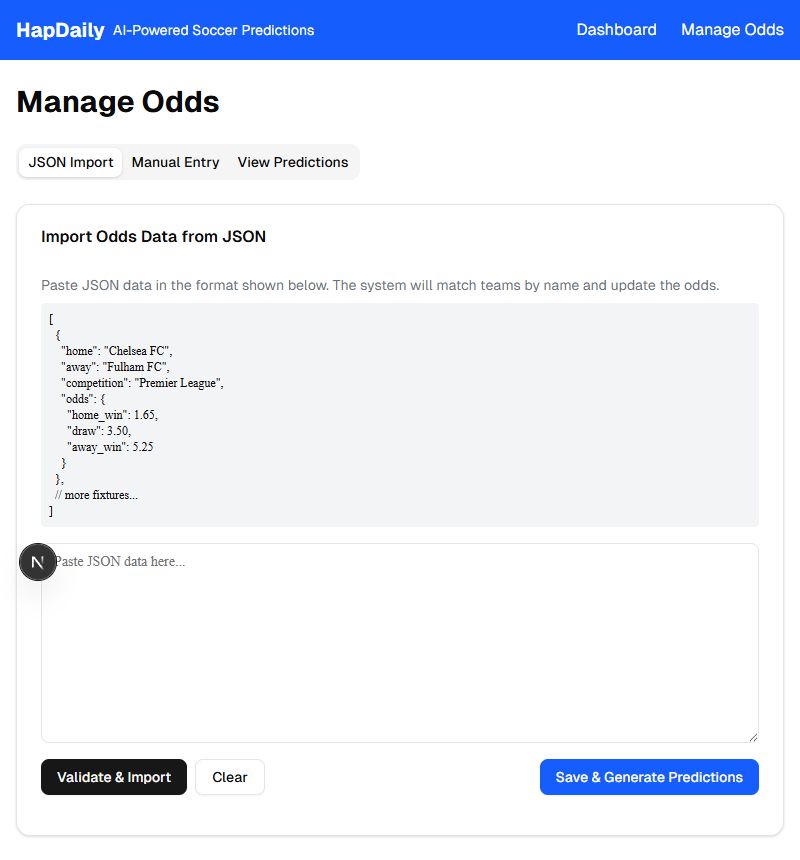 HapDaily AI-Powered Soccer Predictions Dashboard Manage Odds
Manage Odds
JSON Import Manual Entry View Predictions
Import Odds Data from JSON
Paste JSON data in the format shown below. The system will match teams by name and update the odds.
[
  {
    "home": "Chelsea FC",
    "away": "Fulham FC",
    "competition": "Premier League",
    "odds": {
      "home_win": 1.65,
      "draw": 3.50,
      "away_win": 5.25
    }
  },
  // more fixtures...
]
N
Paste JSON data here...
Validate & Import Clear Save & Generate Predictions